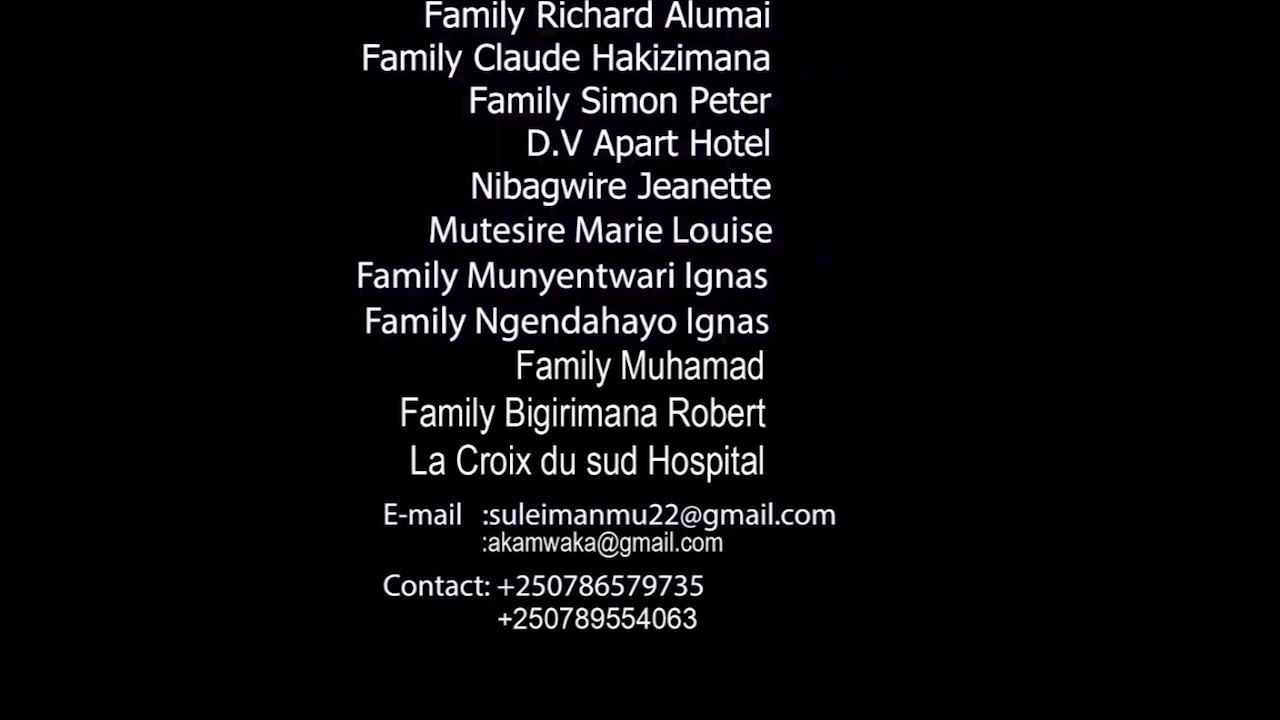 Family Richard Alumai
Family Claude Hakizimana
Family Simon Peter
D.V Apart Hotel
Nibagwire Jeanette
Mutesire Marie Louise
Family Munyentwari Ignas
Family Ngendahayo Ignas
Family Muhamad
Family Bigirimana Robert
La Croix du sud Hospital
E-mail :suleimanmu22@gmail.com
:akamwaka@gmail.com
Contact: +250786579735
+250789554063